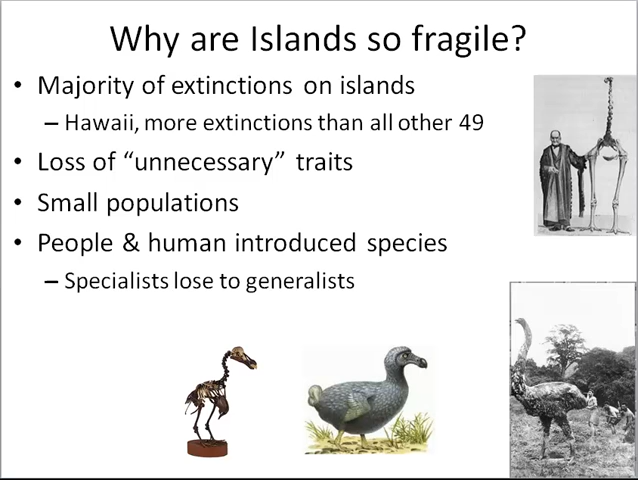 Why are Islands so fragile?
• Majority of extinctions on islands
– Hawaii, more extinctions than all other 49
• Loss of “unnecessary” traits
• Small populations
• People & human introduced species
– Specialists lose to generalists